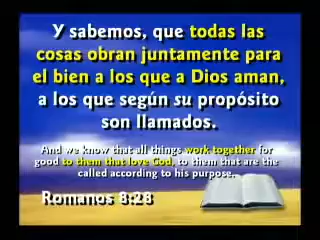 Y sabemos, que todas las
cosas obran juntamente para
el bien a los que a Dios aman,
a los que según su propósito
son llamados.
And we know that all things work together for
good to them that love God, to them that are the
called according to his purpose.
Romanos 8:28